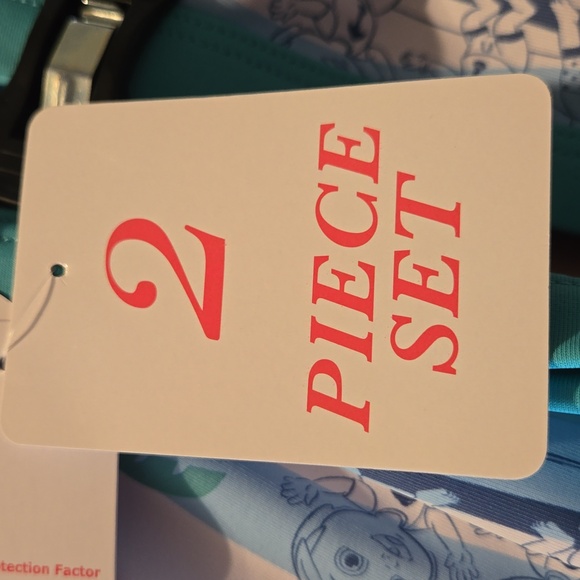 2
PIECE
SET
tection Factor